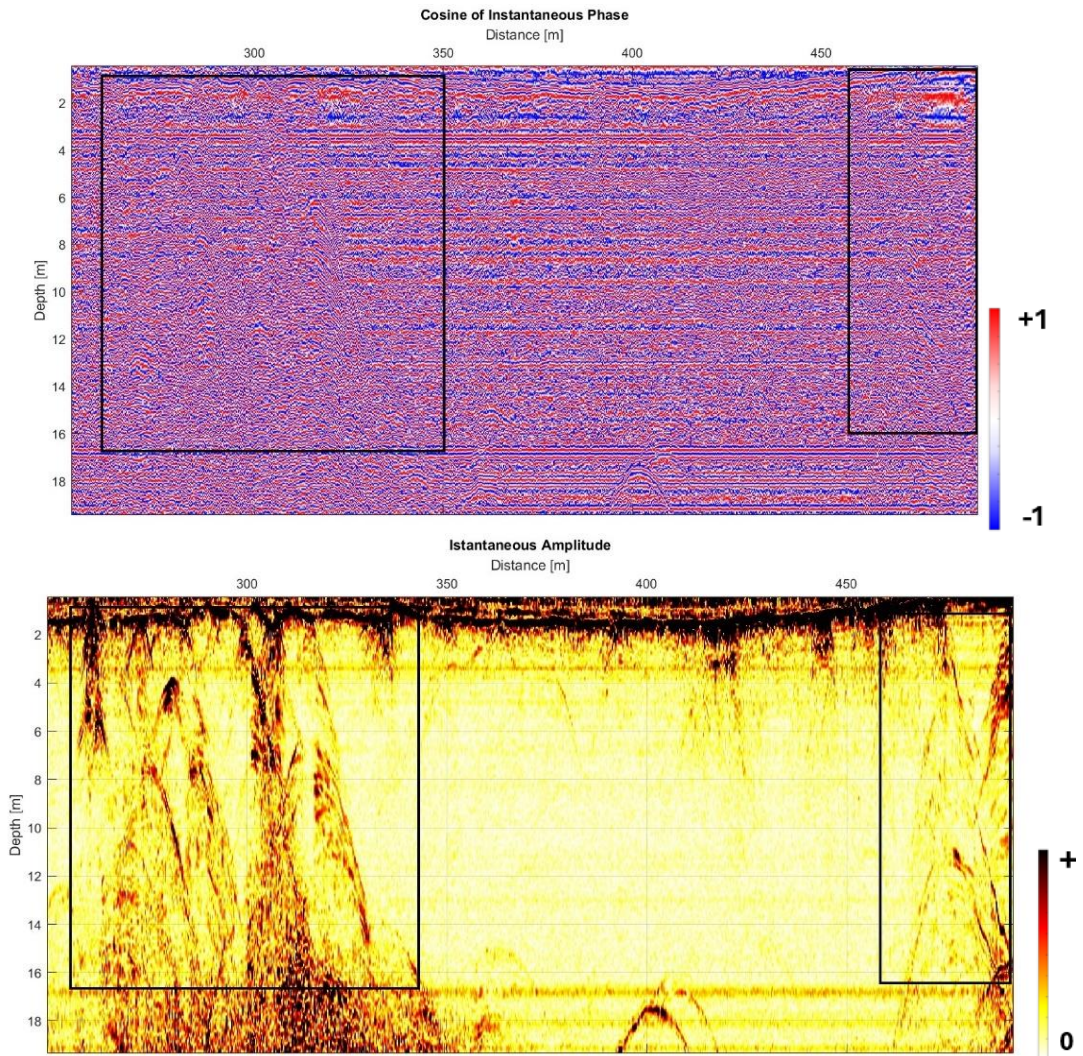 Cosine of Instantaneous Phase
Distance [m]
300 350 400 450
Depth [m]
2
4
6
8
10
12
14
16
18
+1
-1
Istantaneous Amplitude
Distance [m]
300 350 400 450
Depth [m]
2
4
6
8
10
12
14
16
18
+
0